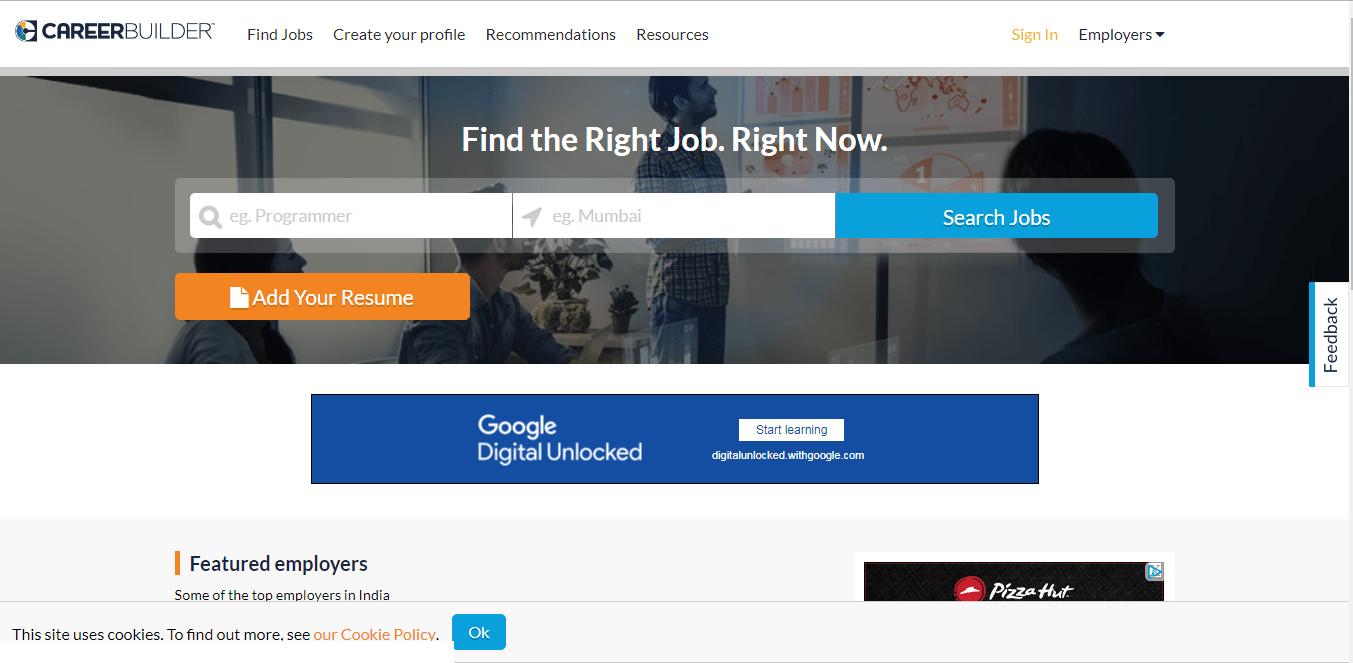 CAREERBUILDER™
Find Jobs Create your profile Recommendations Resources Sign In Employers
Find the Right Job. Right Now.
1
4
eg. Programmer eg. Mumbai Search Jobs
Add Your Resume
Feedback
Google
Digital Unlocked
Start learning
digitalunlocked.withgoogle.com
Featured employers
Some of the top employers in India
Pizza Hut
This site uses cookies. To find out more, see our Cookie Policy. Ok